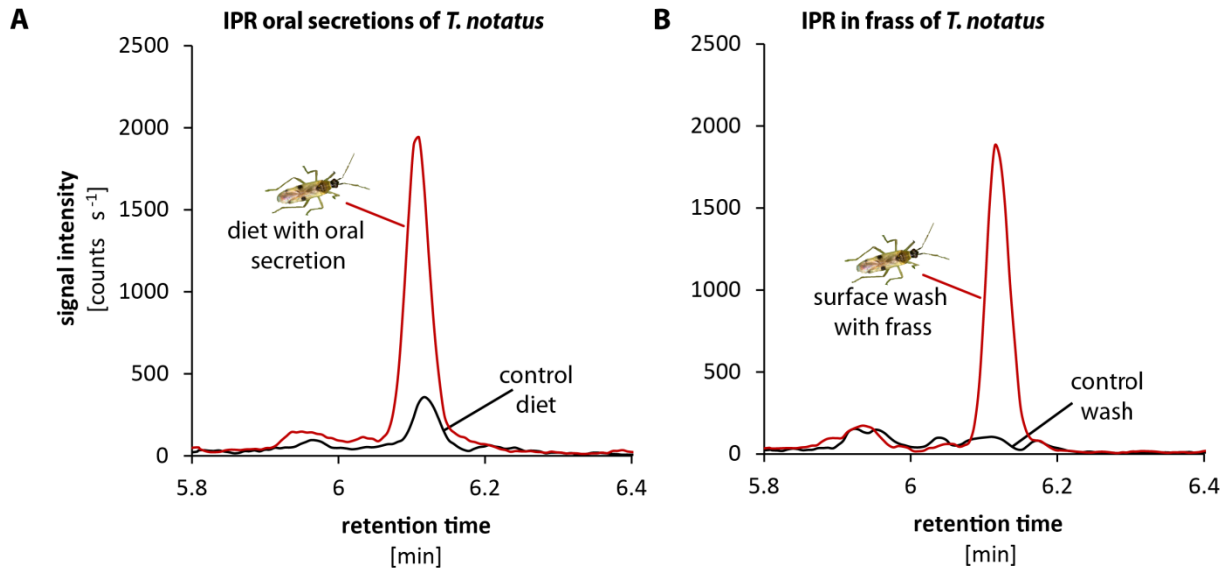 A
IPR oral secretions of T. notatus
2500
2000
1500
1000
500
0
signal intensity
[counts s⁻¹]
diet with oral
secretion
control
diet
5.8
6
6.2
6.4
retention time
[min]
B
IPR in frass of T. notatus
2500
2000
1500
1000
500
0
surface wash
with frass
control
wash
5.8
6
6.2
6.4
retention time
[min]